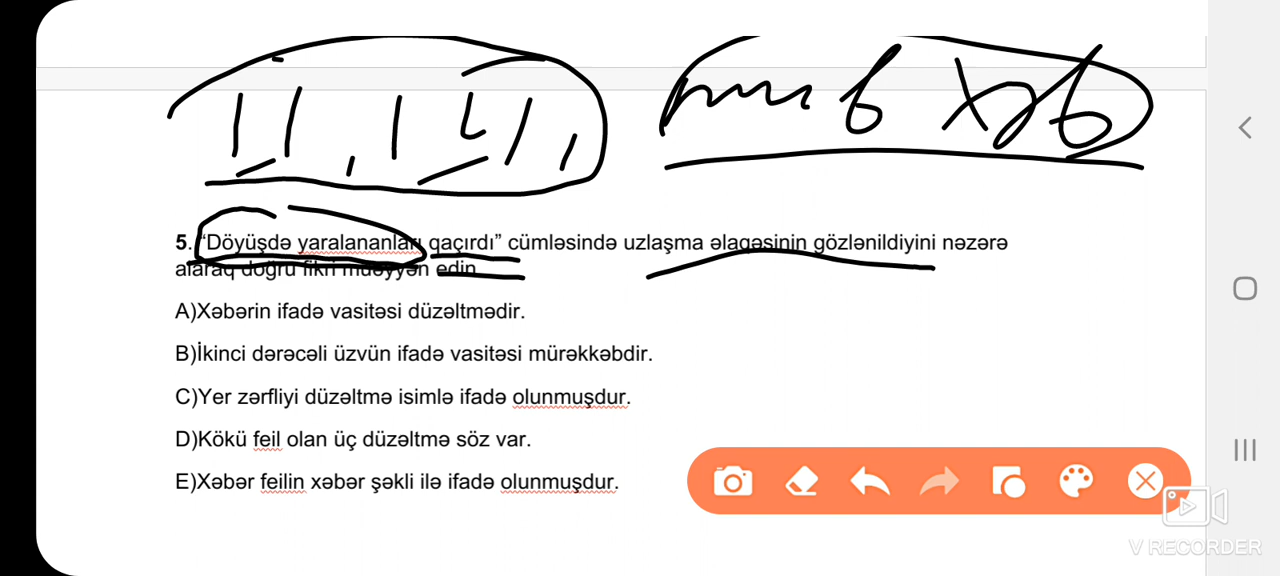 müb xəb
5. “Döyüşdə yaralananları qaçırdı” cümləsində uzlaşma əlaqəsinin gözlənildiyini nəzərə
alaraq doğru fikri müəyyən edin
A)Xəbərin ifadə vasitəsi düzəltmədir.
B)İkinci dərəcəli üzvün ifadə vasitəsi mürəkkəbdir.
C)Yer zərfliyi düzəltmə isimlə ifadə olunmuşdur.
D)Kökü feil olan üç düzəltmə söz var.
E)Xəbər feilin xəbər şəkli ilə ifadə olunmuşdur.
V RECORDER